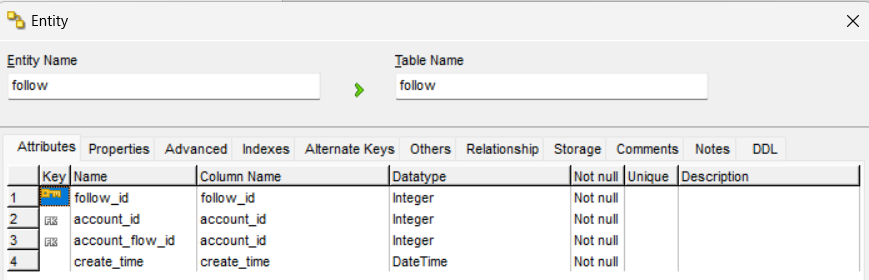 Entity
Entity Name
Table Name
follow
follow
Attributes Properties Advanced Indexes Alternate Keys Others Relationship Storage Comments Notes DDL
Key Name Column Name Datatype Not null Unique Description
1 follow_id follow_id Integer Not null
2 FK account_id account_id Integer Not null
3 FK account_flow_id account_id Integer Not null
4 create_time create_time DateTime Not null